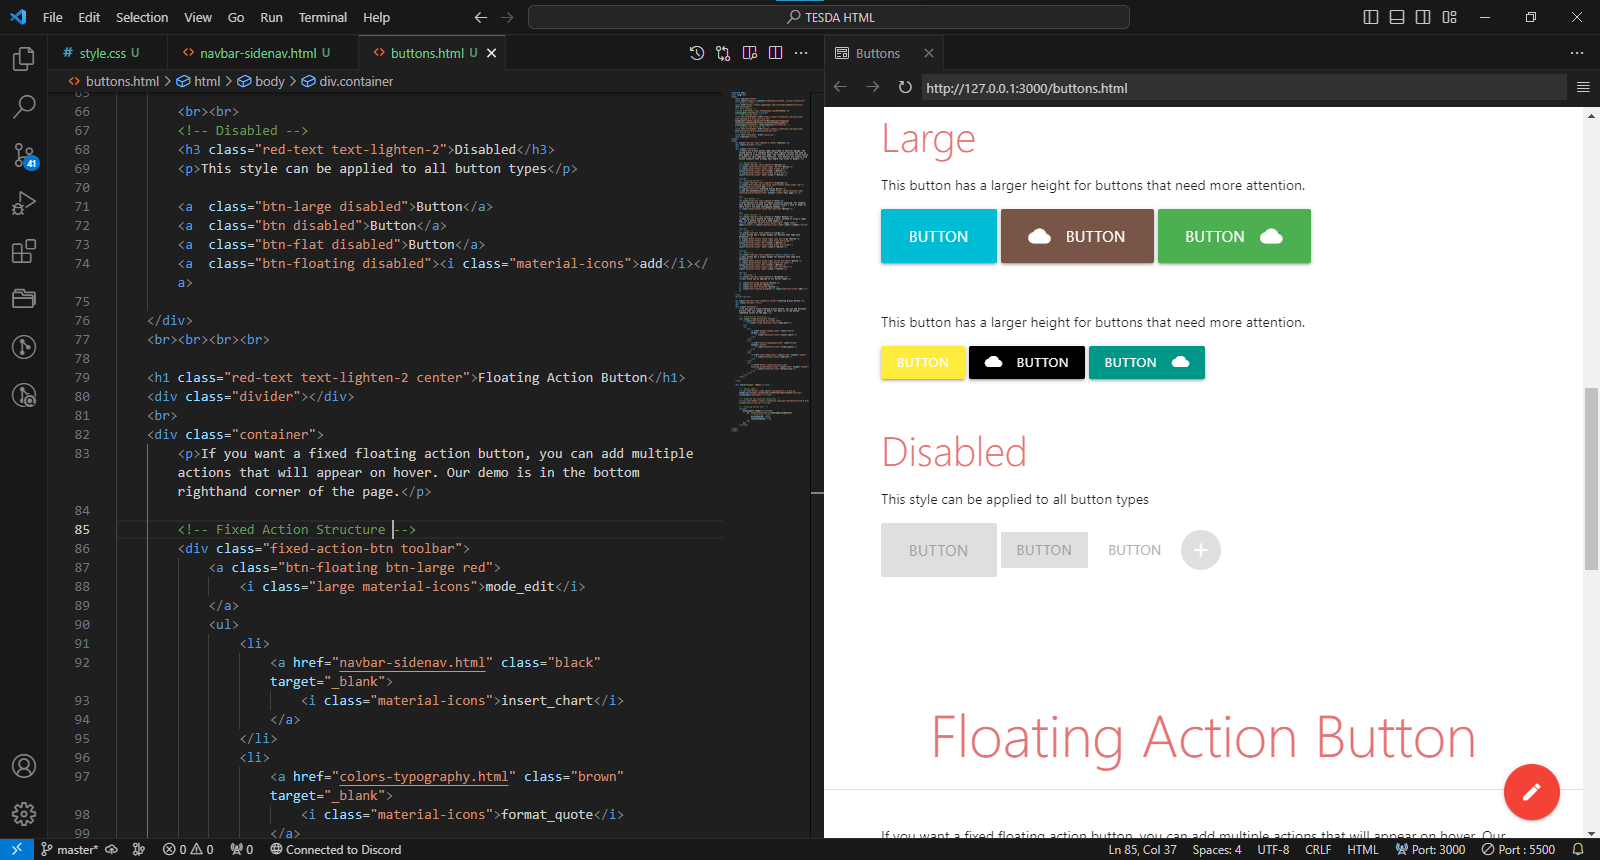 File Edit Selection View Go Run Terminal Help
TESDA HTML
style.css U
navbar-sidenav.html U
buttons.html U
Buttons
buttons.html > html > body > div.container
http://127.0.0.1:3000/buttons.html
41
65
66 <br><br>
67 <!-- Disabled -->
68 <h3 class="red-text text-lighten-2">Disabled</h3>
69 <p>This style can be applied to all button types</p>
70
71 <a  class="btn-large disabled">Button</a>
72 <a  class="btn disabled">Button</a>
73 <a  class="btn-flat disabled">Button</a>
74 <a  class="btn-floating disabled"><i class="material-icons">add</i></
a>
75
76 </div>
77 <br><br><br><br>
78
79 <h1 class="red-text text-lighten-2 center">Floating Action Button</h1>
80 <div class="divider"></div>
81 <br>
82 <div class="container">
83 <p>If you want a fixed floating action button, you can add multiple
actions that will appear on hover. Our demo is in the bottom
righthand corner of the page.</p>
84
85 <!-- Fixed Action Structure -->
86 <div class="fixed-action-btn toolbar">
87 <a class="btn-floating btn-large red">
88 <i class="large material-icons">mode_edit</i>
89 </a>
90 <ul>
91 <li>
92 <a href="navbar-sidenav.html" class="black"
target="_blank">
93 <i class="material-icons">insert_chart</i>
94 </a>
95 </li>
96 <li>
97 <a href="colors-typography.html" class="brown"
target="_blank">
98 <i class="material-icons">format_quote</i>
99 </a>
Large
This button has a larger height for buttons that need more attention.
BUTTON BUTTON BUTTON
This button has a larger height for buttons that need more attention.
BUTTON BUTTON BUTTON
Disabled
This style can be applied to all button types
BUTTON BUTTON BUTTON
Floating Action Button
If you want a fixed floating action button, you can add multiple actions that will appear on hover. Our
master* 0 0 0 Connected to Discord
Ln 85, Col 37 Spaces: 4 UTF-8 CRLF HTML Port: 3000 Port : 5500